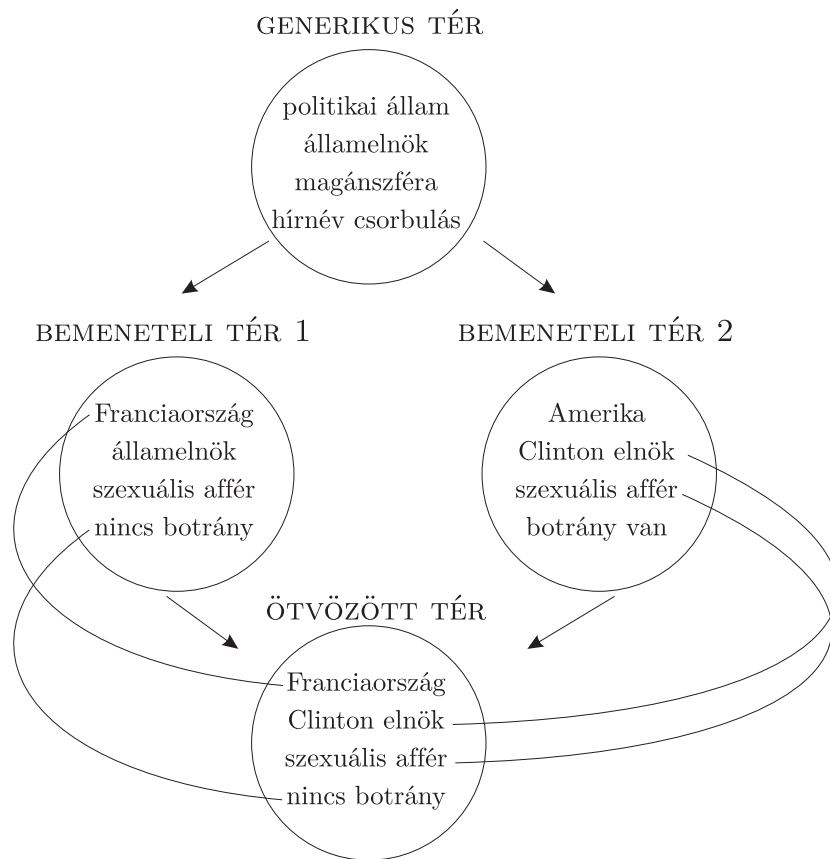 GENERIKUS TÉR
politikai állam
államelnök
magánszféra
hírnév csorbulás
BEMENETELI TÉR 1
Franciaország
államelnök
szexuális affér
nincs botrány
BEMENETELI TÉR 2
Amerika
Clinton elnök
szexuális affér
botrány van
ÖTVÖZÖTT TÉR
Franciaország
Clinton elnök
szexuális affér
nincs botrány